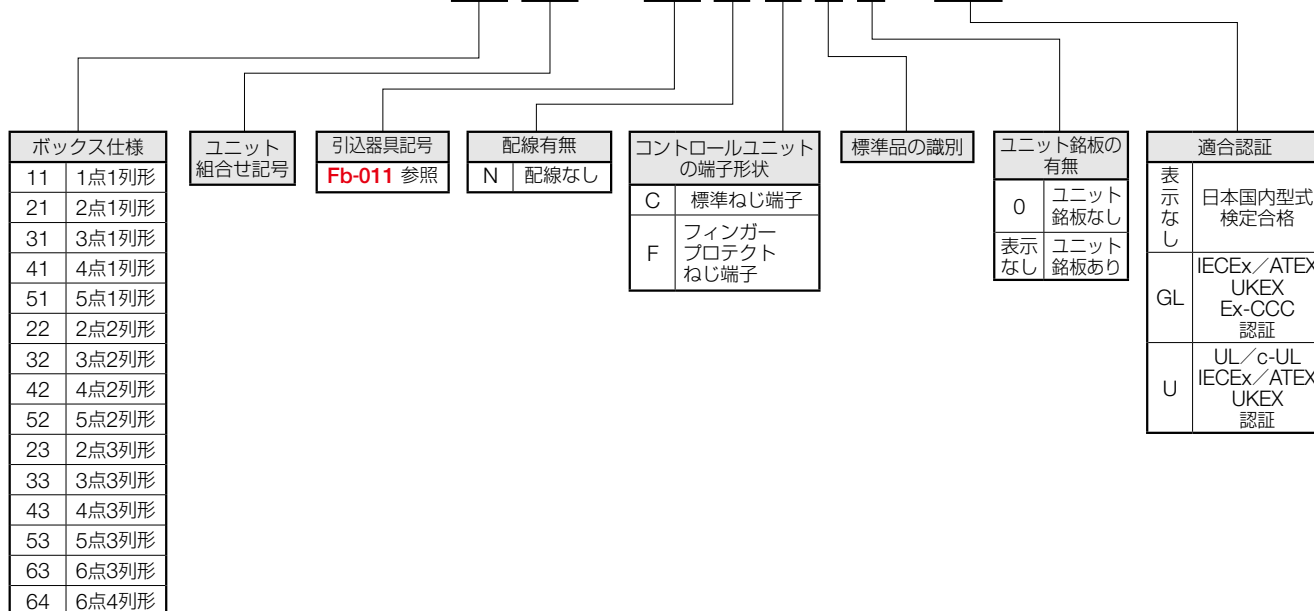 ボックス仕様
11 1点1列形
21 2点1列形
31 3点1列形
41 4点1列形
51 5点1列形
22 2点2列形
32 3点2列形
42 4点2列形
52 5点2列形
23 2点3列形
33 3点3列形
43 4点3列形
53 5点3列形
63 6点3列形
64 6点4列形
ユニット
組合せ記号
引込器具記号
Fb-011 参照
配線有無
N 配線なし
コントロールユニット
の端子形状
C 標準ねじ端子
F フィンガー
プロテクト
ねじ端子
標準品の識別
ユニット銘板の
有無
0 ユニット
銘板なし
表示 ユニット
なし 銘板あり
適合認証
表示なし 日本国内型式
検定合格
GL IECEx/ATEX
UKEX
Ex-CCC
認証
U UL/c-UL
IECEx/ATEX
UKEX
認証